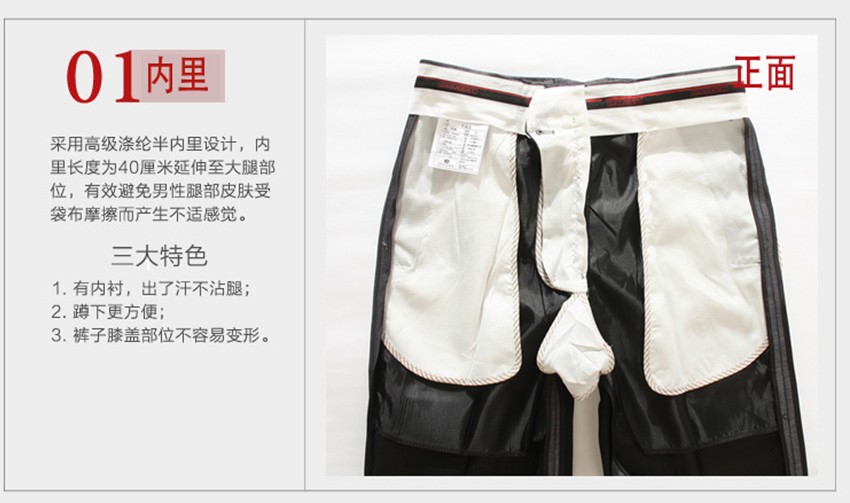 01内里
正面
采用高级涤纶半内里设计，内
里长度为40厘米延伸至大腿部
位，有效避免男性腿部皮肤受
袋布摩擦而产生不适感觉。
三大特色
1. 有内衬，出了汗不沾腿；
2. 蹲下更方便；
3. 裤子膝盖部位不容易变形。